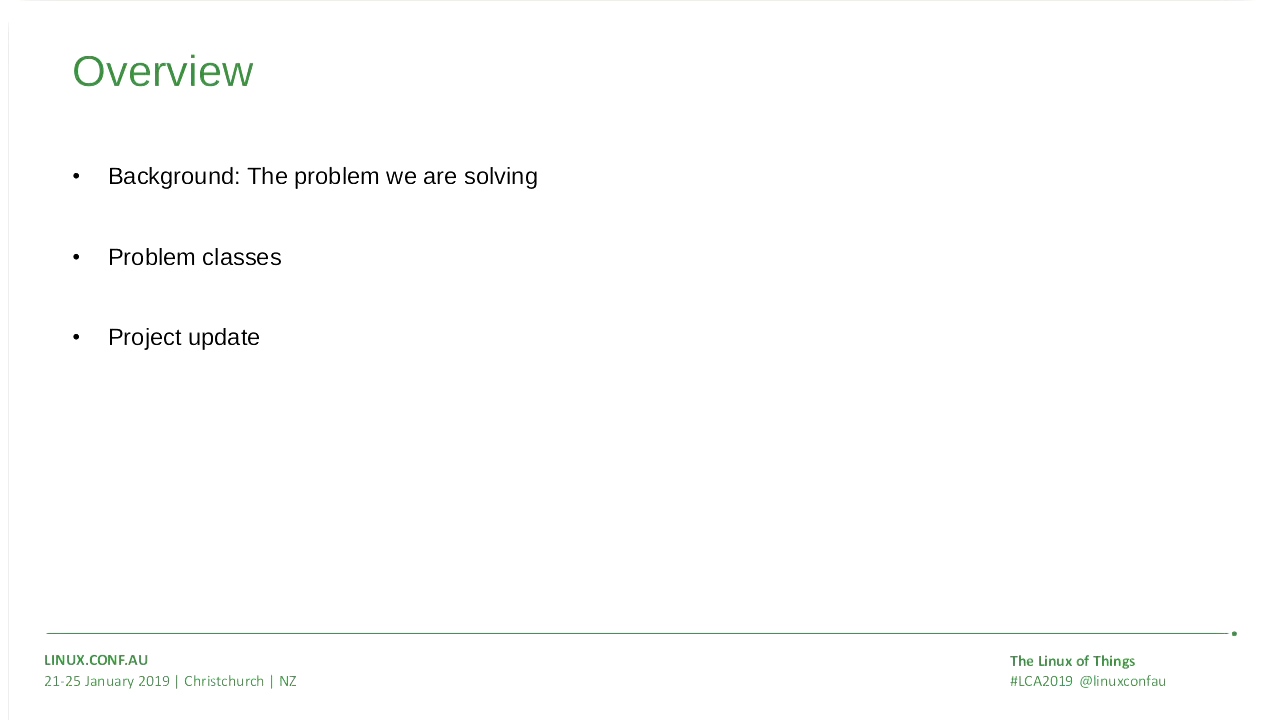 Overview
• Background: The problem we are solving
• Problem classes
• Project update
LINUX.CONF.AU
21-25 January 2019 | Christchurch | NZ
The Linux of Things
#LCA2019 @linuxconfau